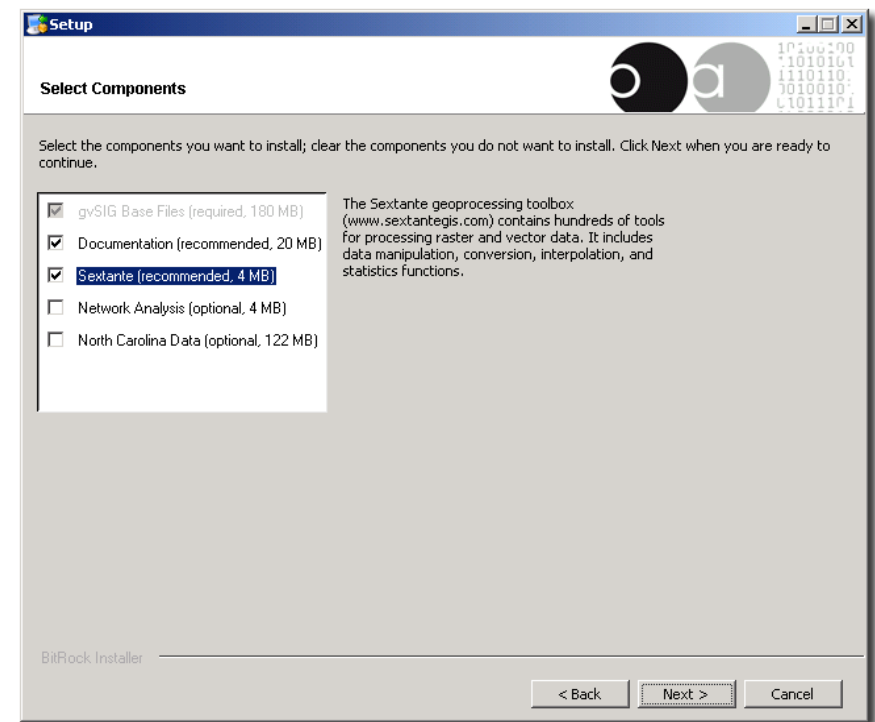 Setup
Select Components
Select the components you want to install; clear the components you do not want to install. Click Next when you are ready to
continue.
gvSIG Base Files (required, 180 MB)
Documentation (recommended, 20 MB)
Sextante (recommended, 4 MB)
Network Analysis (optional, 4 MB)
North Carolina Data (optional, 122 MB)
The Sextante geoprocessing toolbox
(www.sextantegis.com) contains hundreds of tools
for processing raster and vector data. It includes
data manipulation, conversion, interpolation, and
statistics functions.
BitRock Installer
< Back
Next >
Cancel